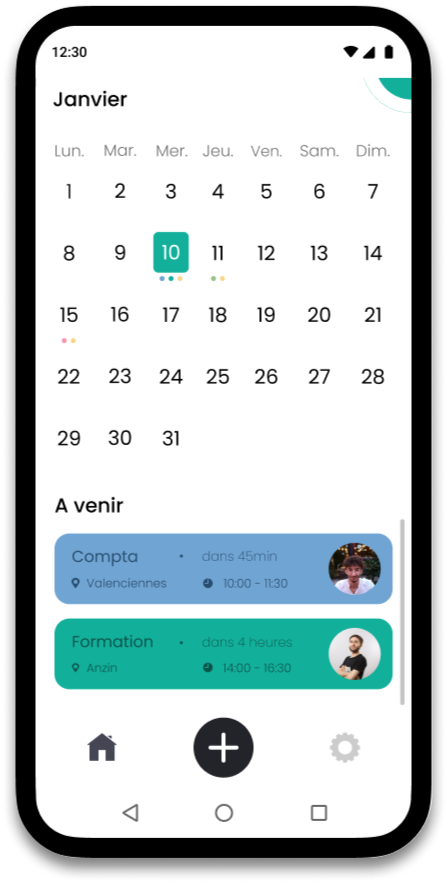 12:30
Janvier
Lun. Mar. Mer. Jeu. Ven. Sam. Dim.
1 2 3 4 5 6 7
8 9 10 11 12 13 14
15 16 17 18 19 20 21
22 23 24 25 26 27 28
29 30 31
A venir
Compta • dans 45min
Valenciennes 10:00 - 11:30
Formation • dans 4 heures
Anzin 14:00 - 16:30